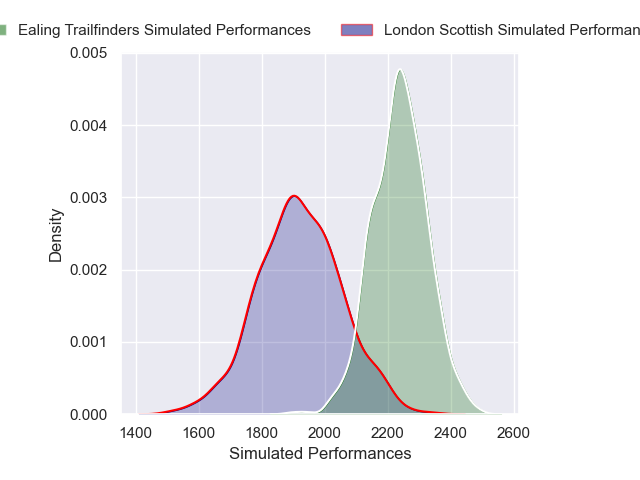 Ealing Trailfinders Simulated Performances
London Scottish Simulated Performan
0.005
0.004
0.003
0.002
0.001
0.000
Density
1400 1600 1800 2000 2200 2400 2600
Simulated Performances